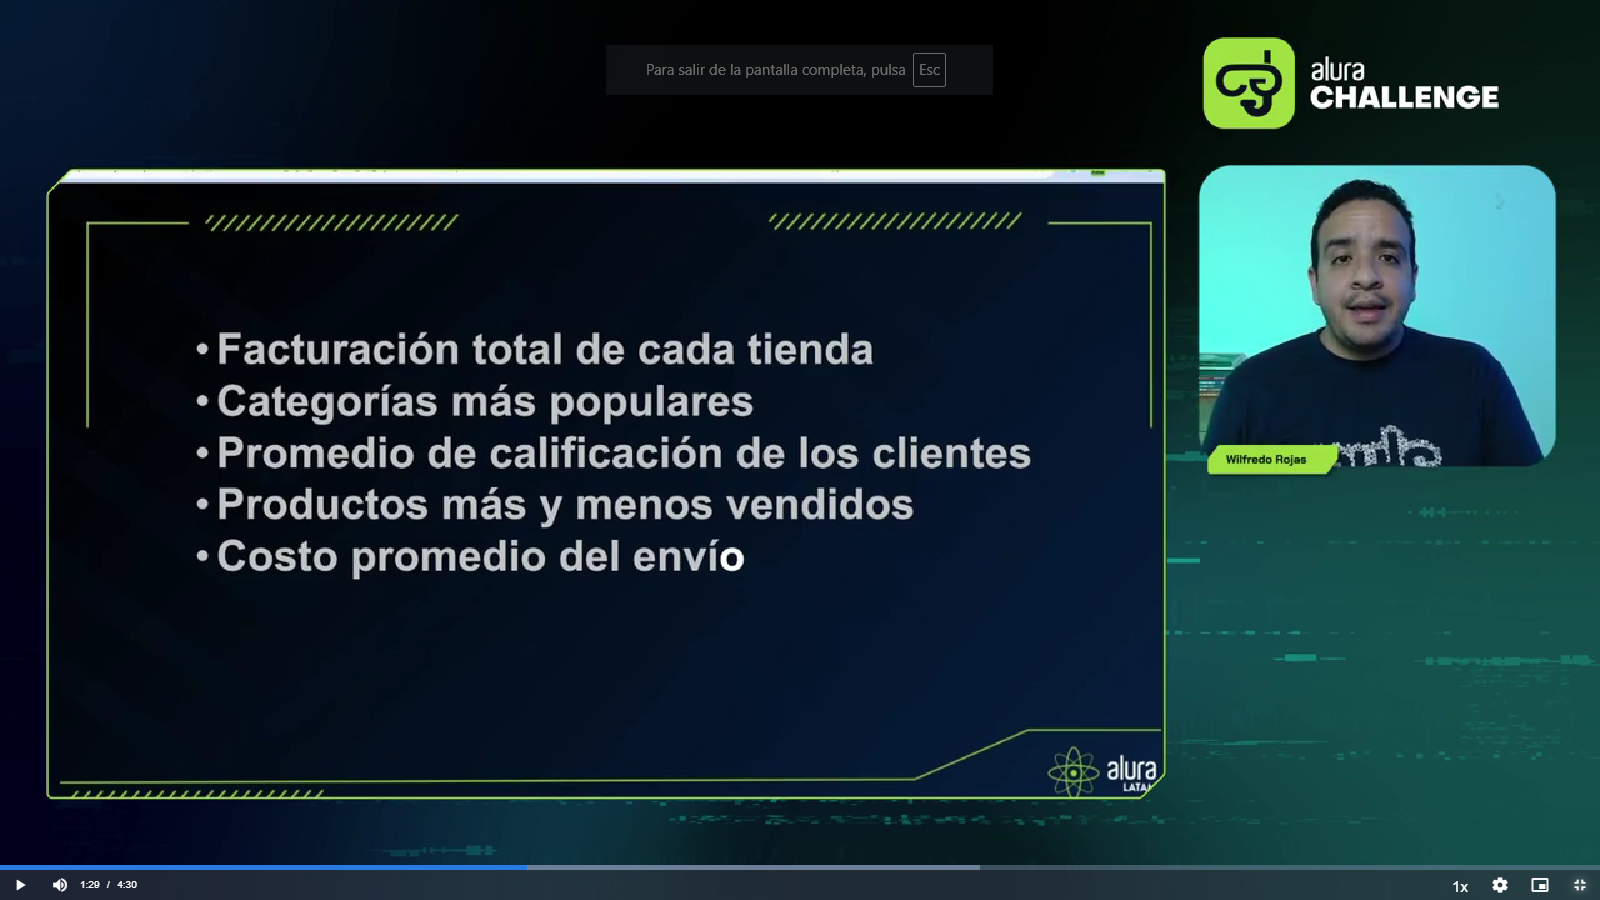 Para salir de la pantalla completa, pulsa Esc
alura
CHALLENGE
• Facturación total de cada tienda
• Categorías más populares
• Promedio de calificación de los clientes
• Productos más y menos vendidos
• Costo promedio del envío
Wilfredo Rojas
alura
1:29 / 4:30
1x